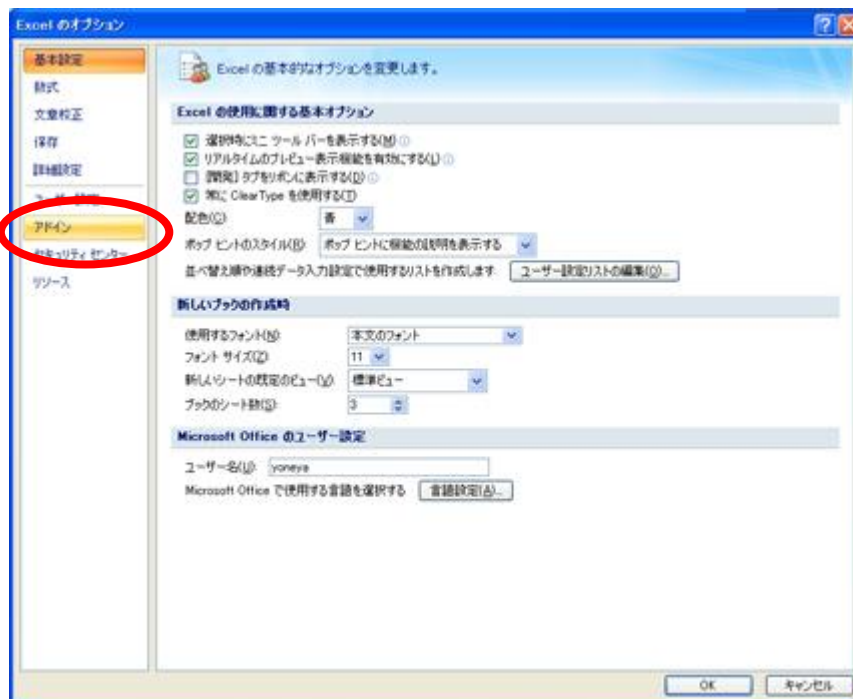 Excel のオプション
基本設定
数式
文章校正
保存
詳細設定
ユーザー設定
アドイン
セキュリティ センター
リソース
Excel の基本的なオプションを変更します。
Excel の使用に関する基本オプション
選択時にミニ ツール バーを表示する(M)
リアルタイムのプレビュー表示機能を有効にする(L)
[開発] タブをリボンに表示する(D)
常に ClearType を使用する(T)
配色(C) 青
ポップ ヒントのスタイル(R) ポップ ヒントに機能の説明を表示する
並べ替え順や連続データ入力設定で使用するリストを作成します ユーザー設定リストの編集(O)...
新しいブックの作成時
使用するフォント(N): 本文のフォント
フォント サイズ(Z): 11
新しいシートの既定のビュー(V): 標準ビュー
ブックのシート数(S): 3
Microsoft Office のユーザー設定
ユーザー名(U): yoneya
Microsoft Office で使用する言語を選択する 言語設定(A)...
OK キャンセル